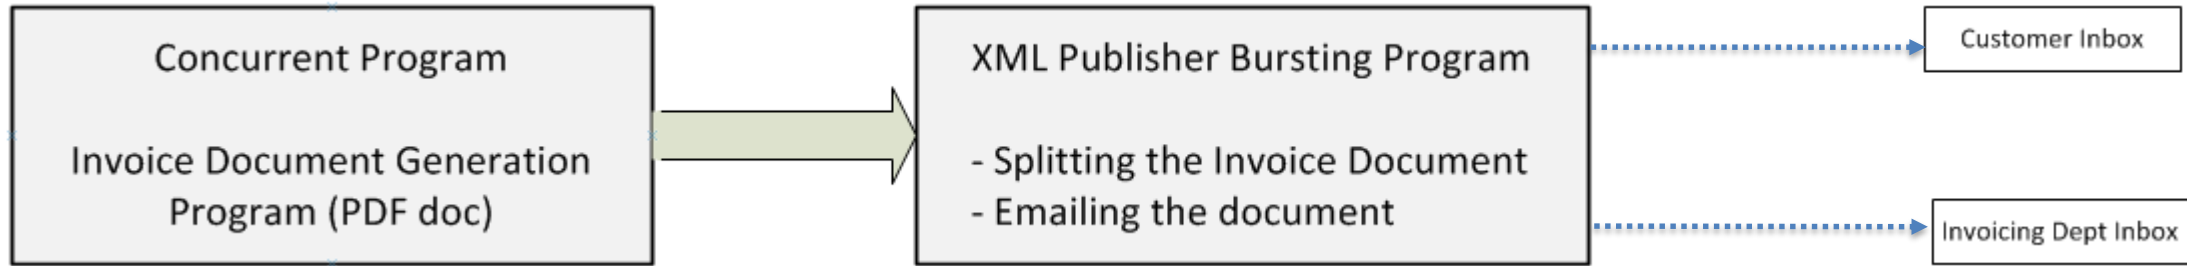 Concurrent Program
Invoice Document Generation
Program (PDF doc)
XML Publisher Bursting Program
- Splitting the Invoice Document
- Emailing the document
Customer Inbox
Invoicing Dept Inbox